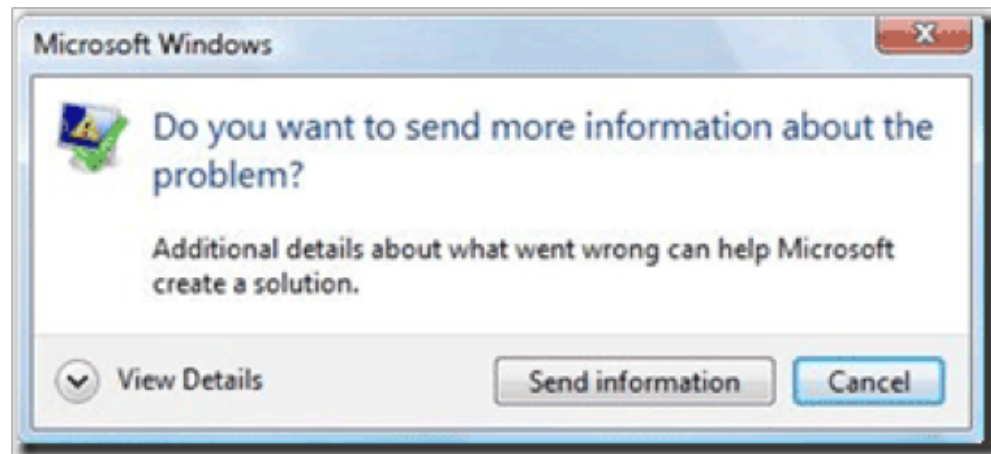 Microsoft Windows
Do you want to send more information about the
problem?
Additional details about what went wrong can help Microsoft
create a solution.
View Details
Send information
Cancel